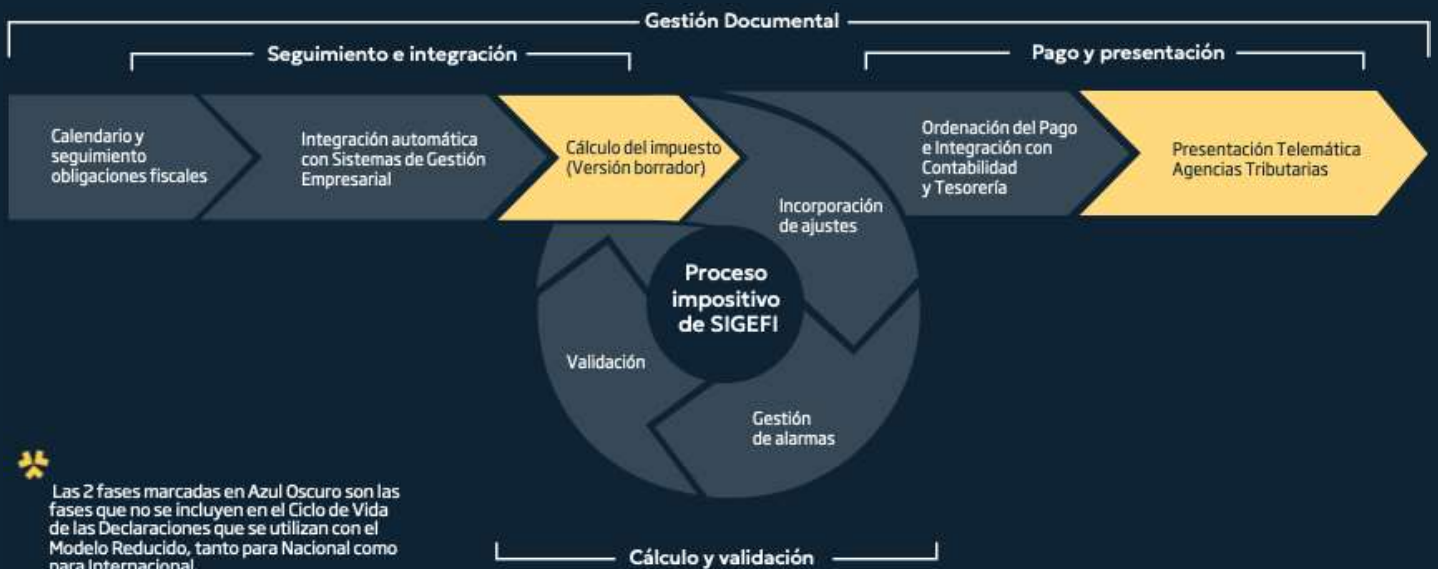 Gestión Documental
Seguimiento e integración
Pago y presentación
Calendario y
seguimiento
obligaciones fiscales
Integración automática
con Sistemas de Gestión
Empresarial
Cálculo del impuesto
(Versión borrador)
Incorporación
de ajustes
Ordenación del Pago
e Integración con
Contabilidad
y Tesorería
Presentación Telemática
Agencias Tributarias
Proceso
impositivo
de SIGEFI
Validación
Gestión
de alarmas
Las 2 fases marcadas en Azul Oscuro son las
fases que no se incluyen en el Ciclo de Vida
de las Declaraciones que se utilizan con el
Modelo Reducido, tanto para Nacional como
para Internacional
Cálculo y validación